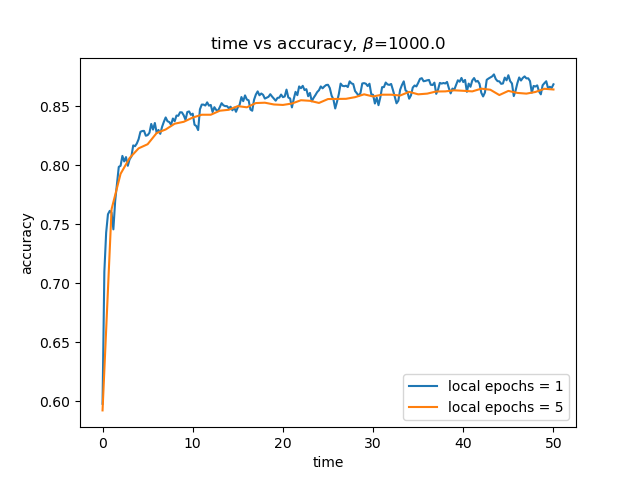 time vs accuracy, β=1000.0
accuracy
0.85
0.80
0.75
0.70
0.65
0.60
local epochs = 1
local epochs = 5
0 10 20 30 40 50
time